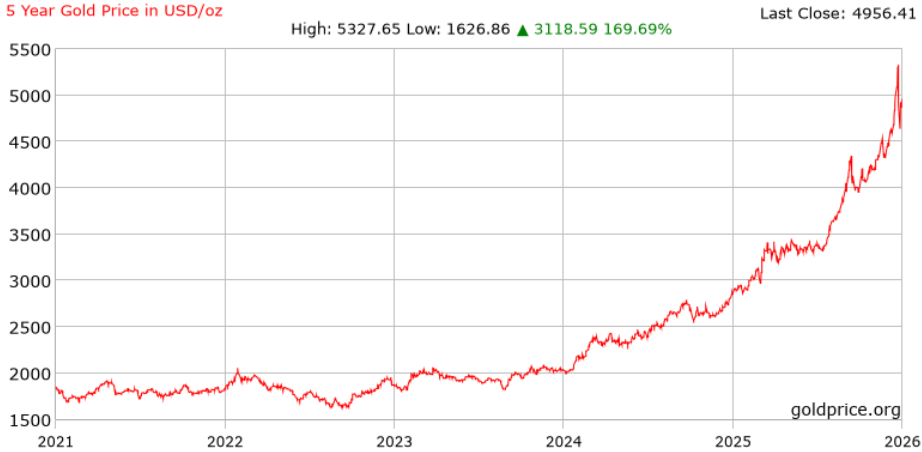 5 Year Gold Price in USD/oz
Last Close: 4956.41
High: 5327.65 Low: 1626.86 ▲ 3118.59 169.69%
5500
5000
4500
4000
3500
3000
2500
2000
1500
goldprice.org
2021 2022 2023 2024 2025 2026